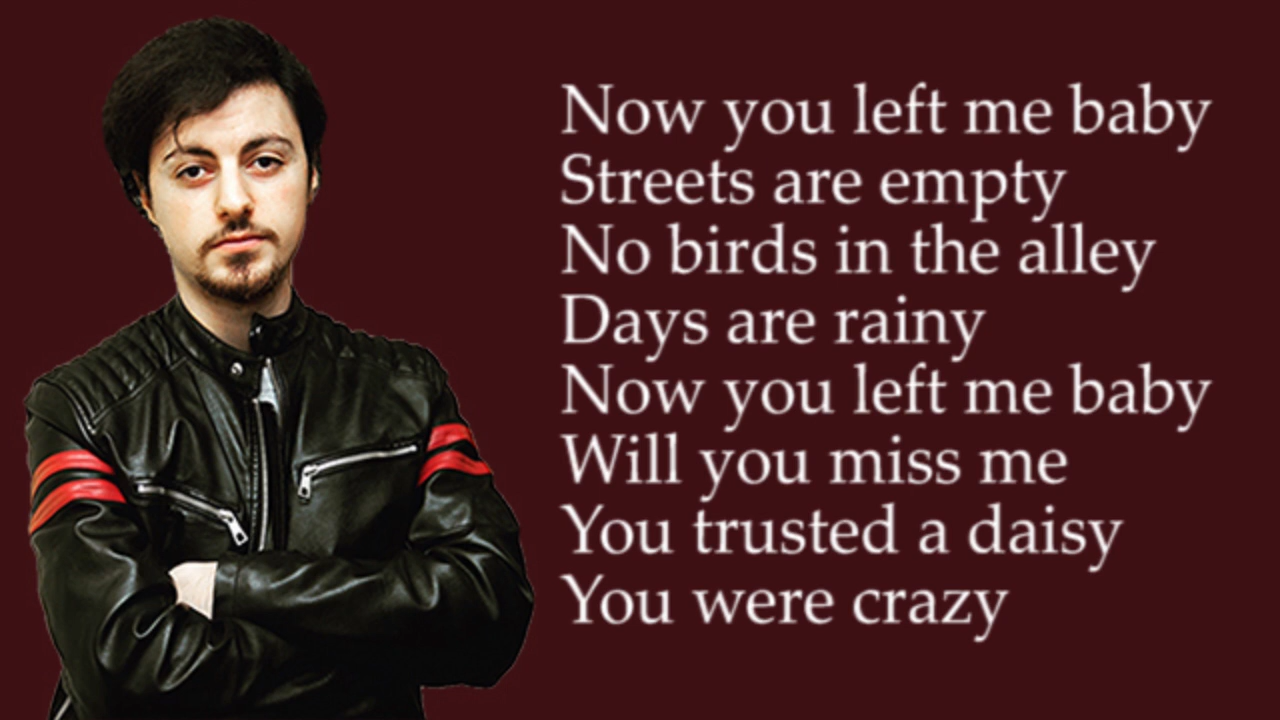 Now you left me baby
Streets are empty
No birds in the alley
Days are rainy
Now you left me baby
Will you miss me
You trusted a daisy
You were crazy